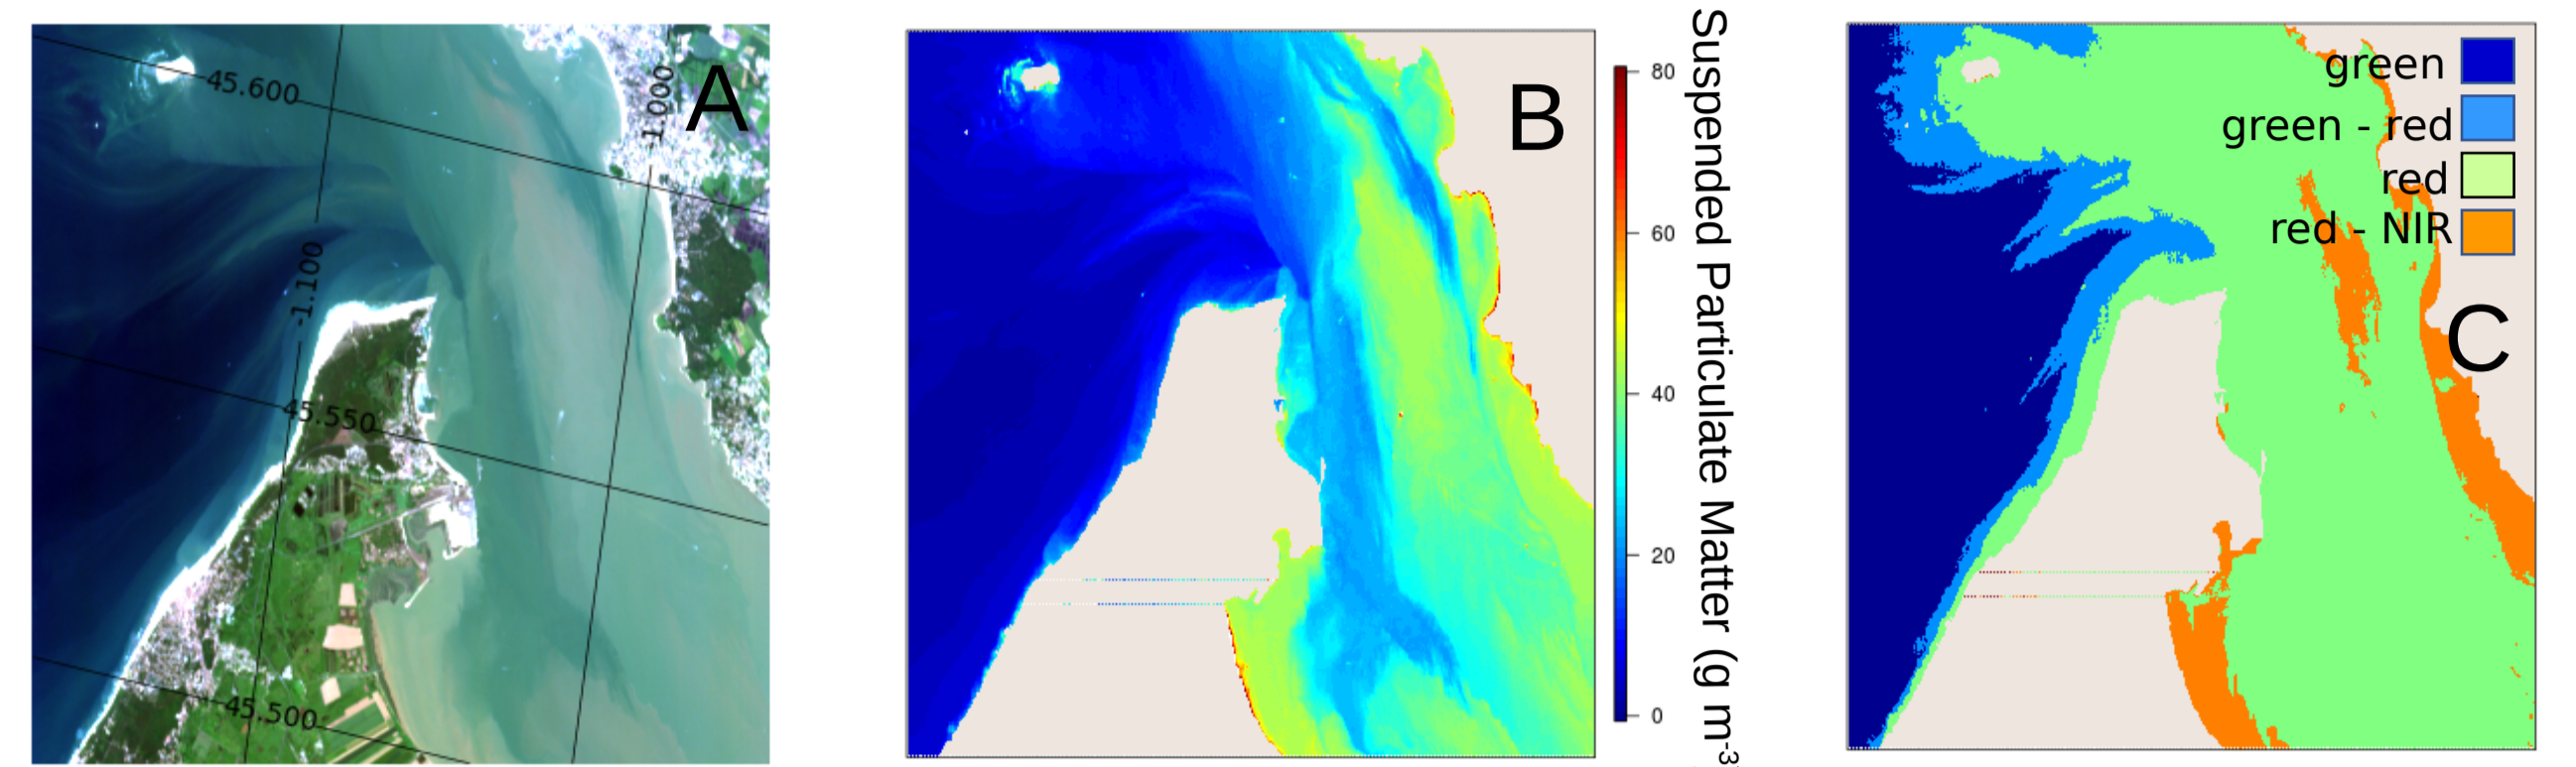 A
45.600
-1.000
-1.100
45.550
45.500
B
80
60
40
20
0
Suspended Particulate Matter (g m-3
green
green - red
red
red - NIR
C